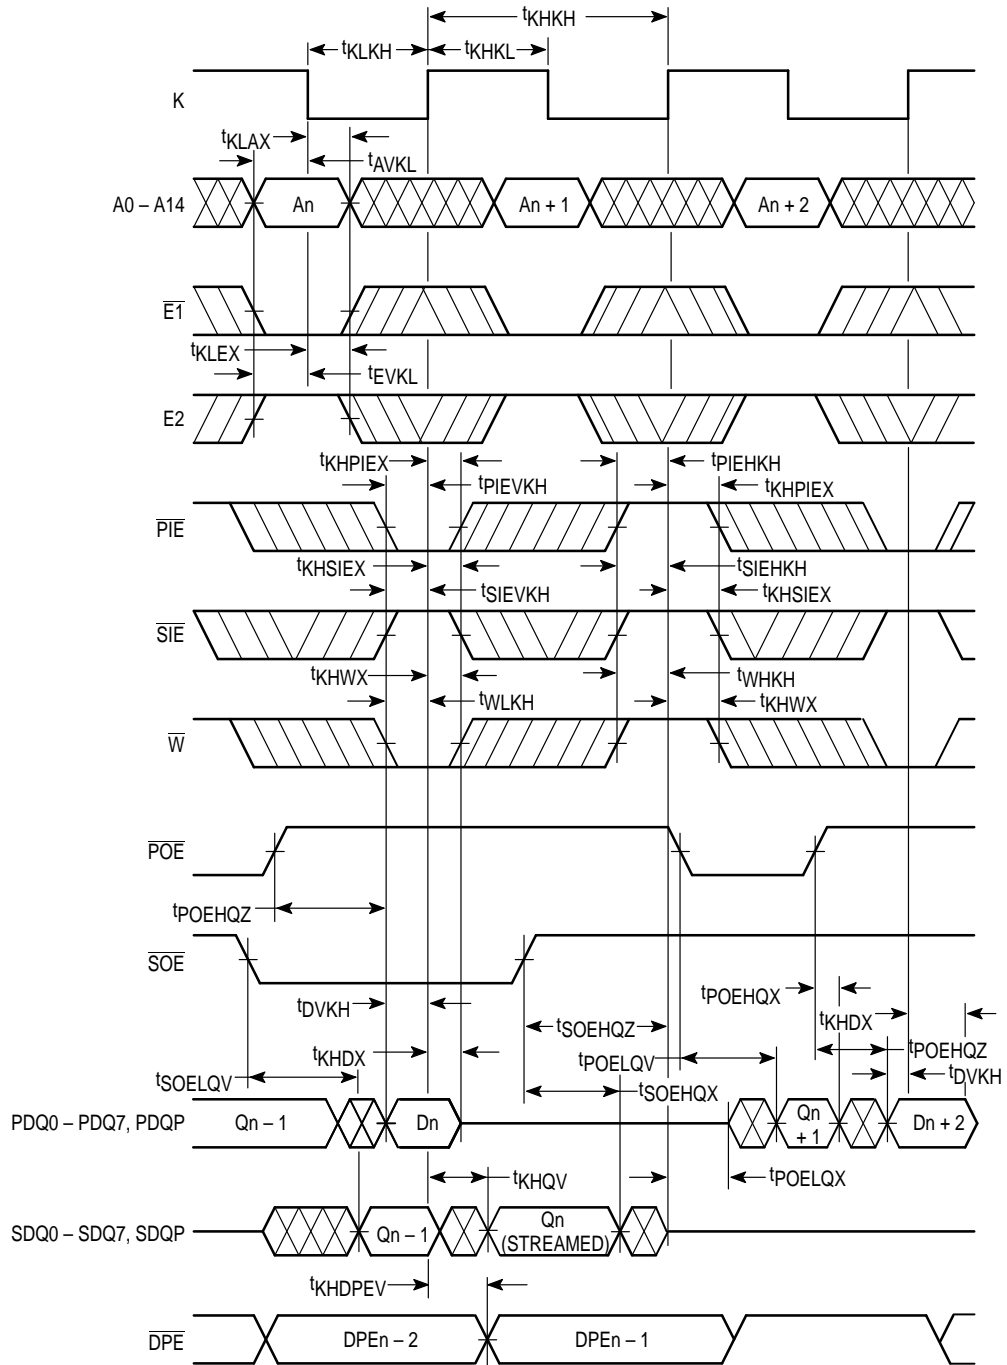 tKHKH
tKLKH tKHKL
K
tKLAX
tAVKL
A0 – A14 An An + 1 An + 2
E1
tKLEX
tEVKL
E2
tKHPIEX tPIEHKH
tPIEVKH tKHPIEX
PIE
tKHSIEX tSIEHKH
tSIEVKH tKHSIEX
SIE
tKHWX tWHKH
tWLKH tKHWX
W
POE
tPOEHQZ
SOE
tDVKH tPOEHQX
tSOEHQZ tKHDX
tKHDX tPOELQV tPOEHQZ
tSOELQV tSOEHQX tDVKH
PDQ0 – PDQ7, PDQP Qn – 1 Dn Qn + 1 Dn + 2
tKHQV tPOELQX
SDQ0 – SDQ7, SDQP Qn – 1 Qn (STREAMED)
tKHDPEV
DPE DPEn – 2 DPEn – 1